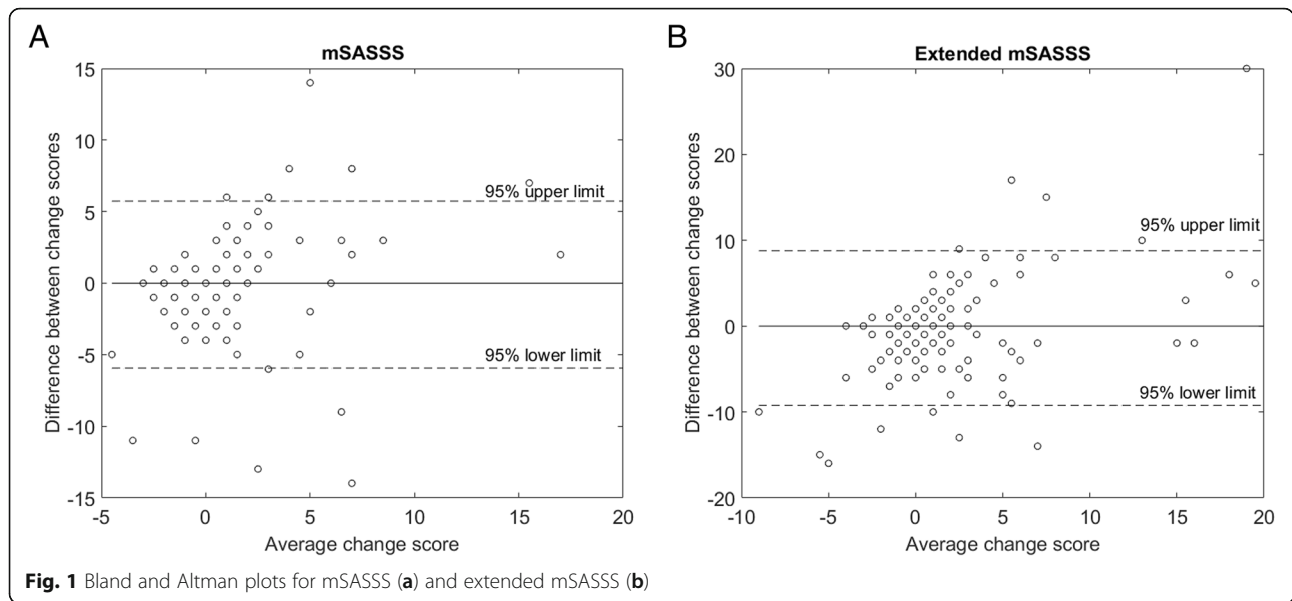 A
mSASSS
Difference between change scores
15
10
5
0
-5
-10
-15
95% upper limit
95% lower limit
-5 0 5 10 15 20
Average change score
B
Extended mSASSS
Difference between change scores
30
20
10
0
-10
-20
95% upper limit
95% lower limit
-10 -5 0 5 10 15 20
Average change score
Fig. 1 Bland and Altman plots for mSASSS (a) and extended mSASSS (b)